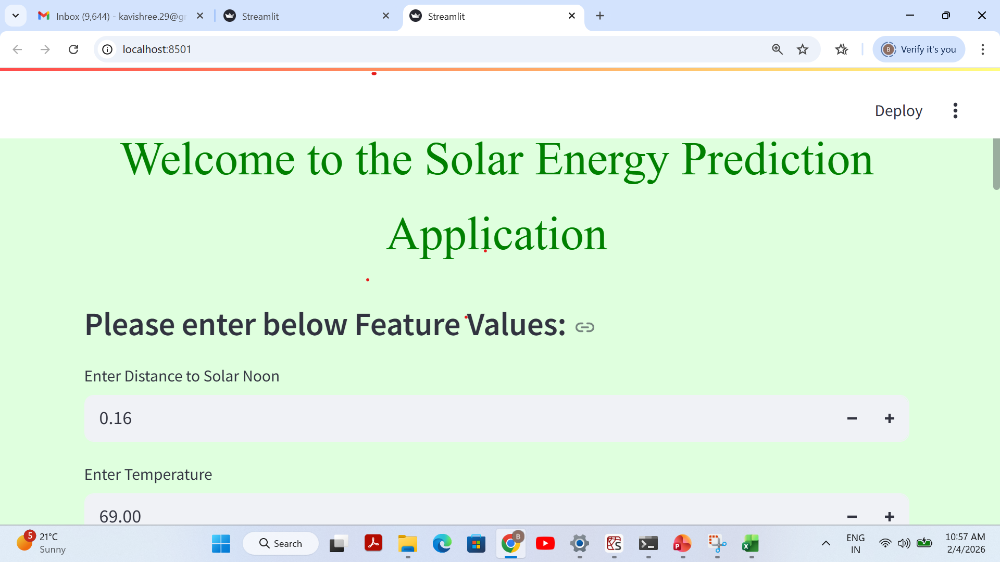 Inbox (9,644) - kavishree.29@g
Streamlit
Streamlit
localhost:8501
B
Verify it's you
Deploy
Welcome to the Solar Energy Prediction
Application
Please enter below Feature Values:
Enter Distance to Solar Noon
0.16
Enter Temperature
69.00
5
21°C
Sunny
Search
B
ENG
IN
10:57 AM
2/4/2026